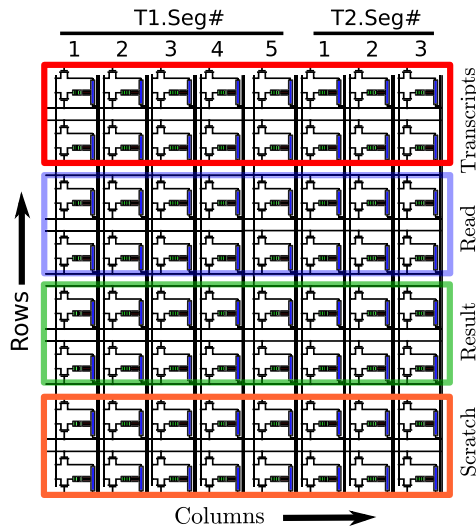 T1.Seg# T2.Seg#
1 2 3 4 5 1 2 3
Transcripts
Read
Result
Scratch
Rows
Columns